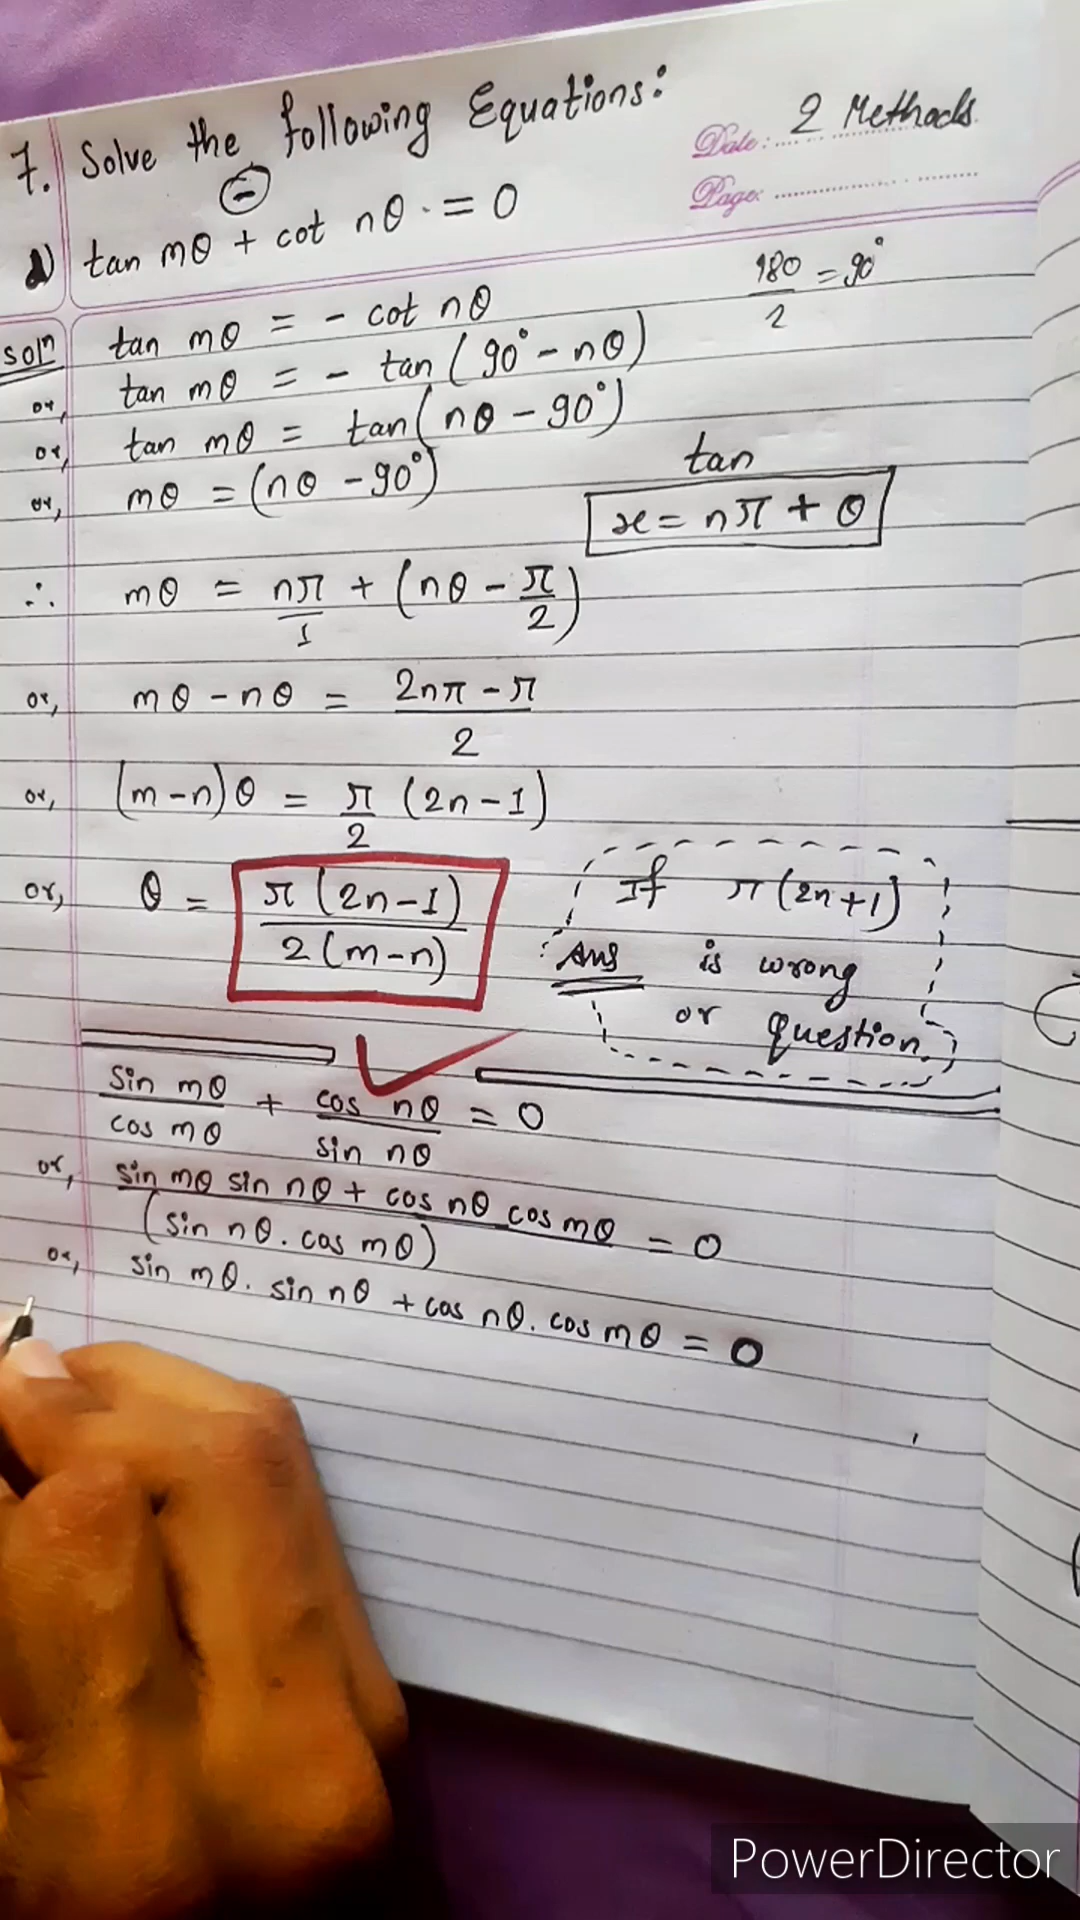 7. Solve the following Equations:
Date: 2 Methods
Page:
(-)
d) tan mθ + cot nθ = 0
180/2 = 90°
Soln tan mθ = - cot nθ
or, tan mθ = - tan (90° - nθ)
or, tan mθ = tan (nθ - 90°)
or, mθ = (nθ - 90°)
tan
x = nπ + θ
∴ mθ = nπ/1 + (nθ - π/2)
or, mθ - nθ = 2nπ - π / 2
or, (m-n)θ = π/2 (2n-1)
or, θ = π(2n-1) / 2(m-n)
If π(2n+1)
Ans is wrong
or question.
sin mθ / cos mθ + cos nθ / sin nθ = 0
or, sin mθ sin nθ + cos nθ cos mθ / (sin nθ. cos mθ) = 0
or, sin mθ. sin nθ + cos nθ. cos mθ = 0
PowerDirector